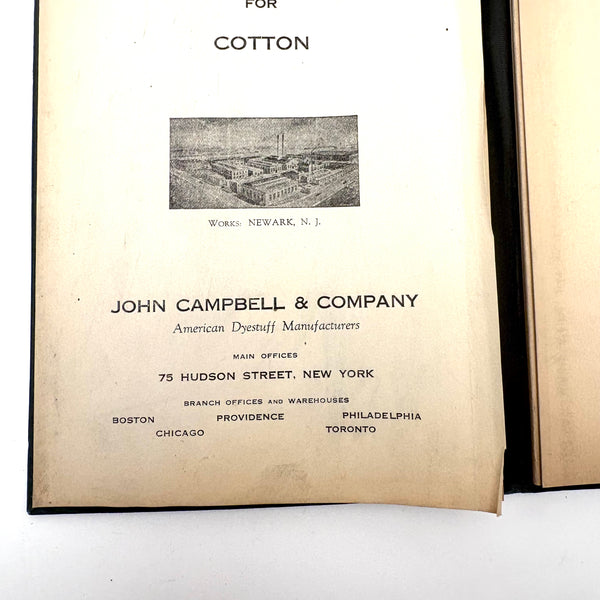 FOR
COTTON
WORKS: NEWARK, N. J.
JOHN CAMPBELL & COMPANY
American Dyestuff Manufacturers
MAIN OFFICES
75 HUDSON STREET, NEW YORK
BRANCH OFFICES AND WAREHOUSES
BOSTON PROVIDENCE PHILADELPHIA
CHICAGO TORONTO